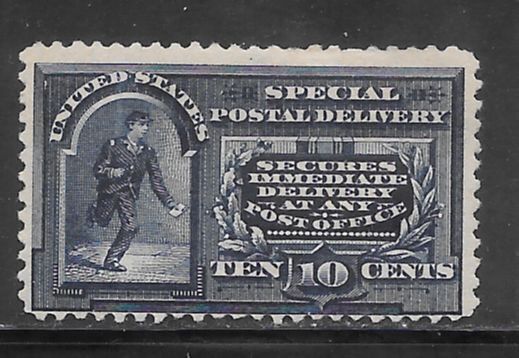 UNITED STATES
SPECIAL
POSTAL DELIVERY
SECURES
IMMEDIATE
DELIVERY
AT ANY
POST OFFICE
TEN 10 CENTS